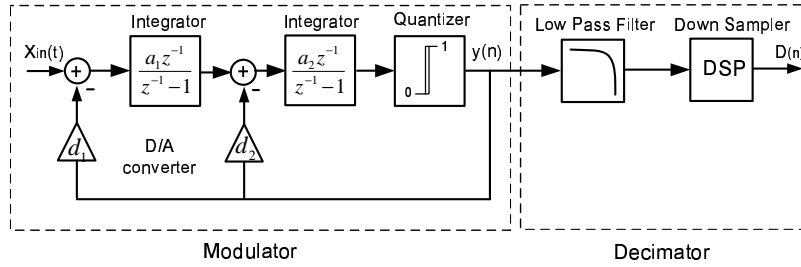 Integrator
Integrator
Quantizer
Low Pass Filter
Down Sampler
Xin(t)
+
-
a₁z⁻¹
z⁻¹-1
+
-
a₂z⁻¹
z⁻¹-1
1
0
y(n)
DSP
D(n)
d₁
D/A
converter
d₂
Modulator
Decimator